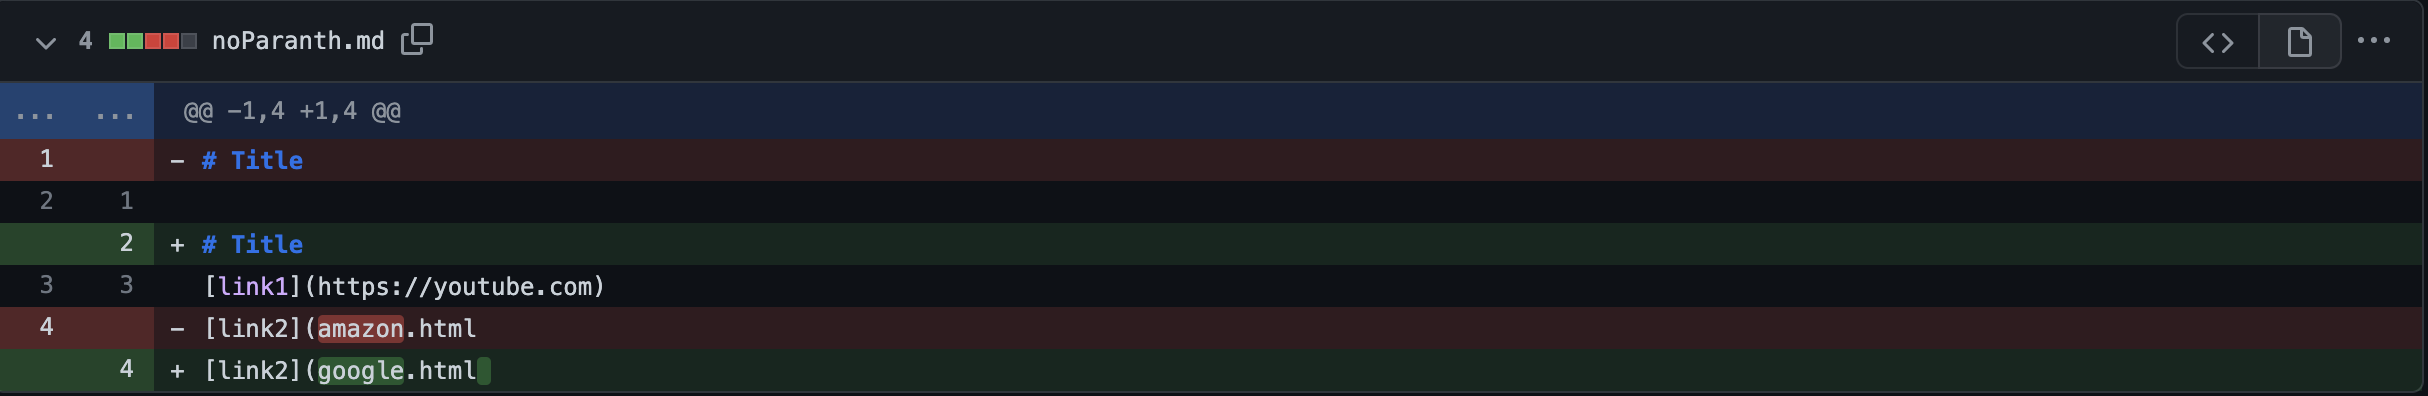 4 noParanth.md
... ... @@ -1,4 +1,4 @@
1 - # Title
2 1
2 + # Title
3 3 [link1](https://youtube.com)
4 - [link2](amazon.html
4 + [link2](google.html